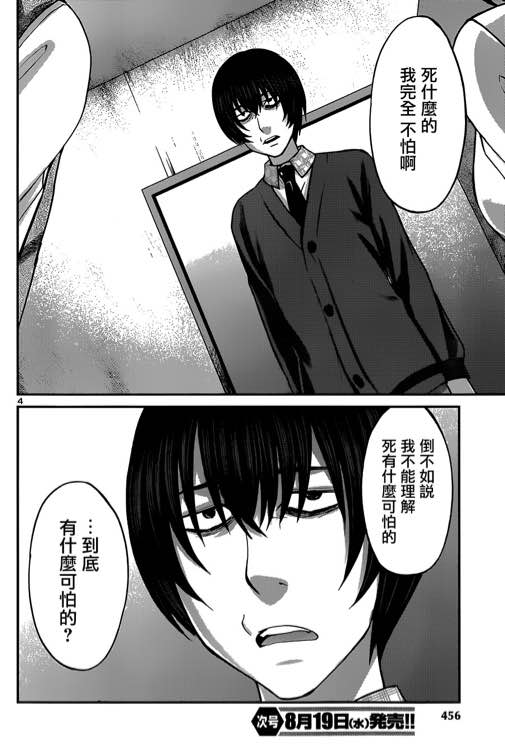 死什麼的
我完全不怕啊
4
倒不如說
我不能理解
死有什麼可怕的
…到底
有什麼可怕的？
次号8月19日(水)発売!!
456